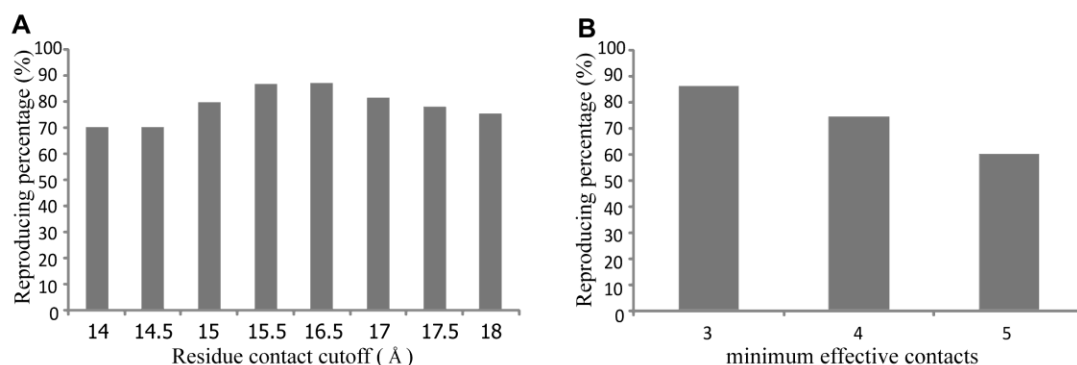 A
Reproducing percentage (%)
100
90
80
70
60
50
40
30
20
10
0
14 14.5 15 15.5 16.5 17 17.5 18
Residue contact cutoff ( Å )
B
Reproducing percentage (%)
100
90
80
70
60
50
40
30
20
10
0
3 4 5
minimum effective contacts